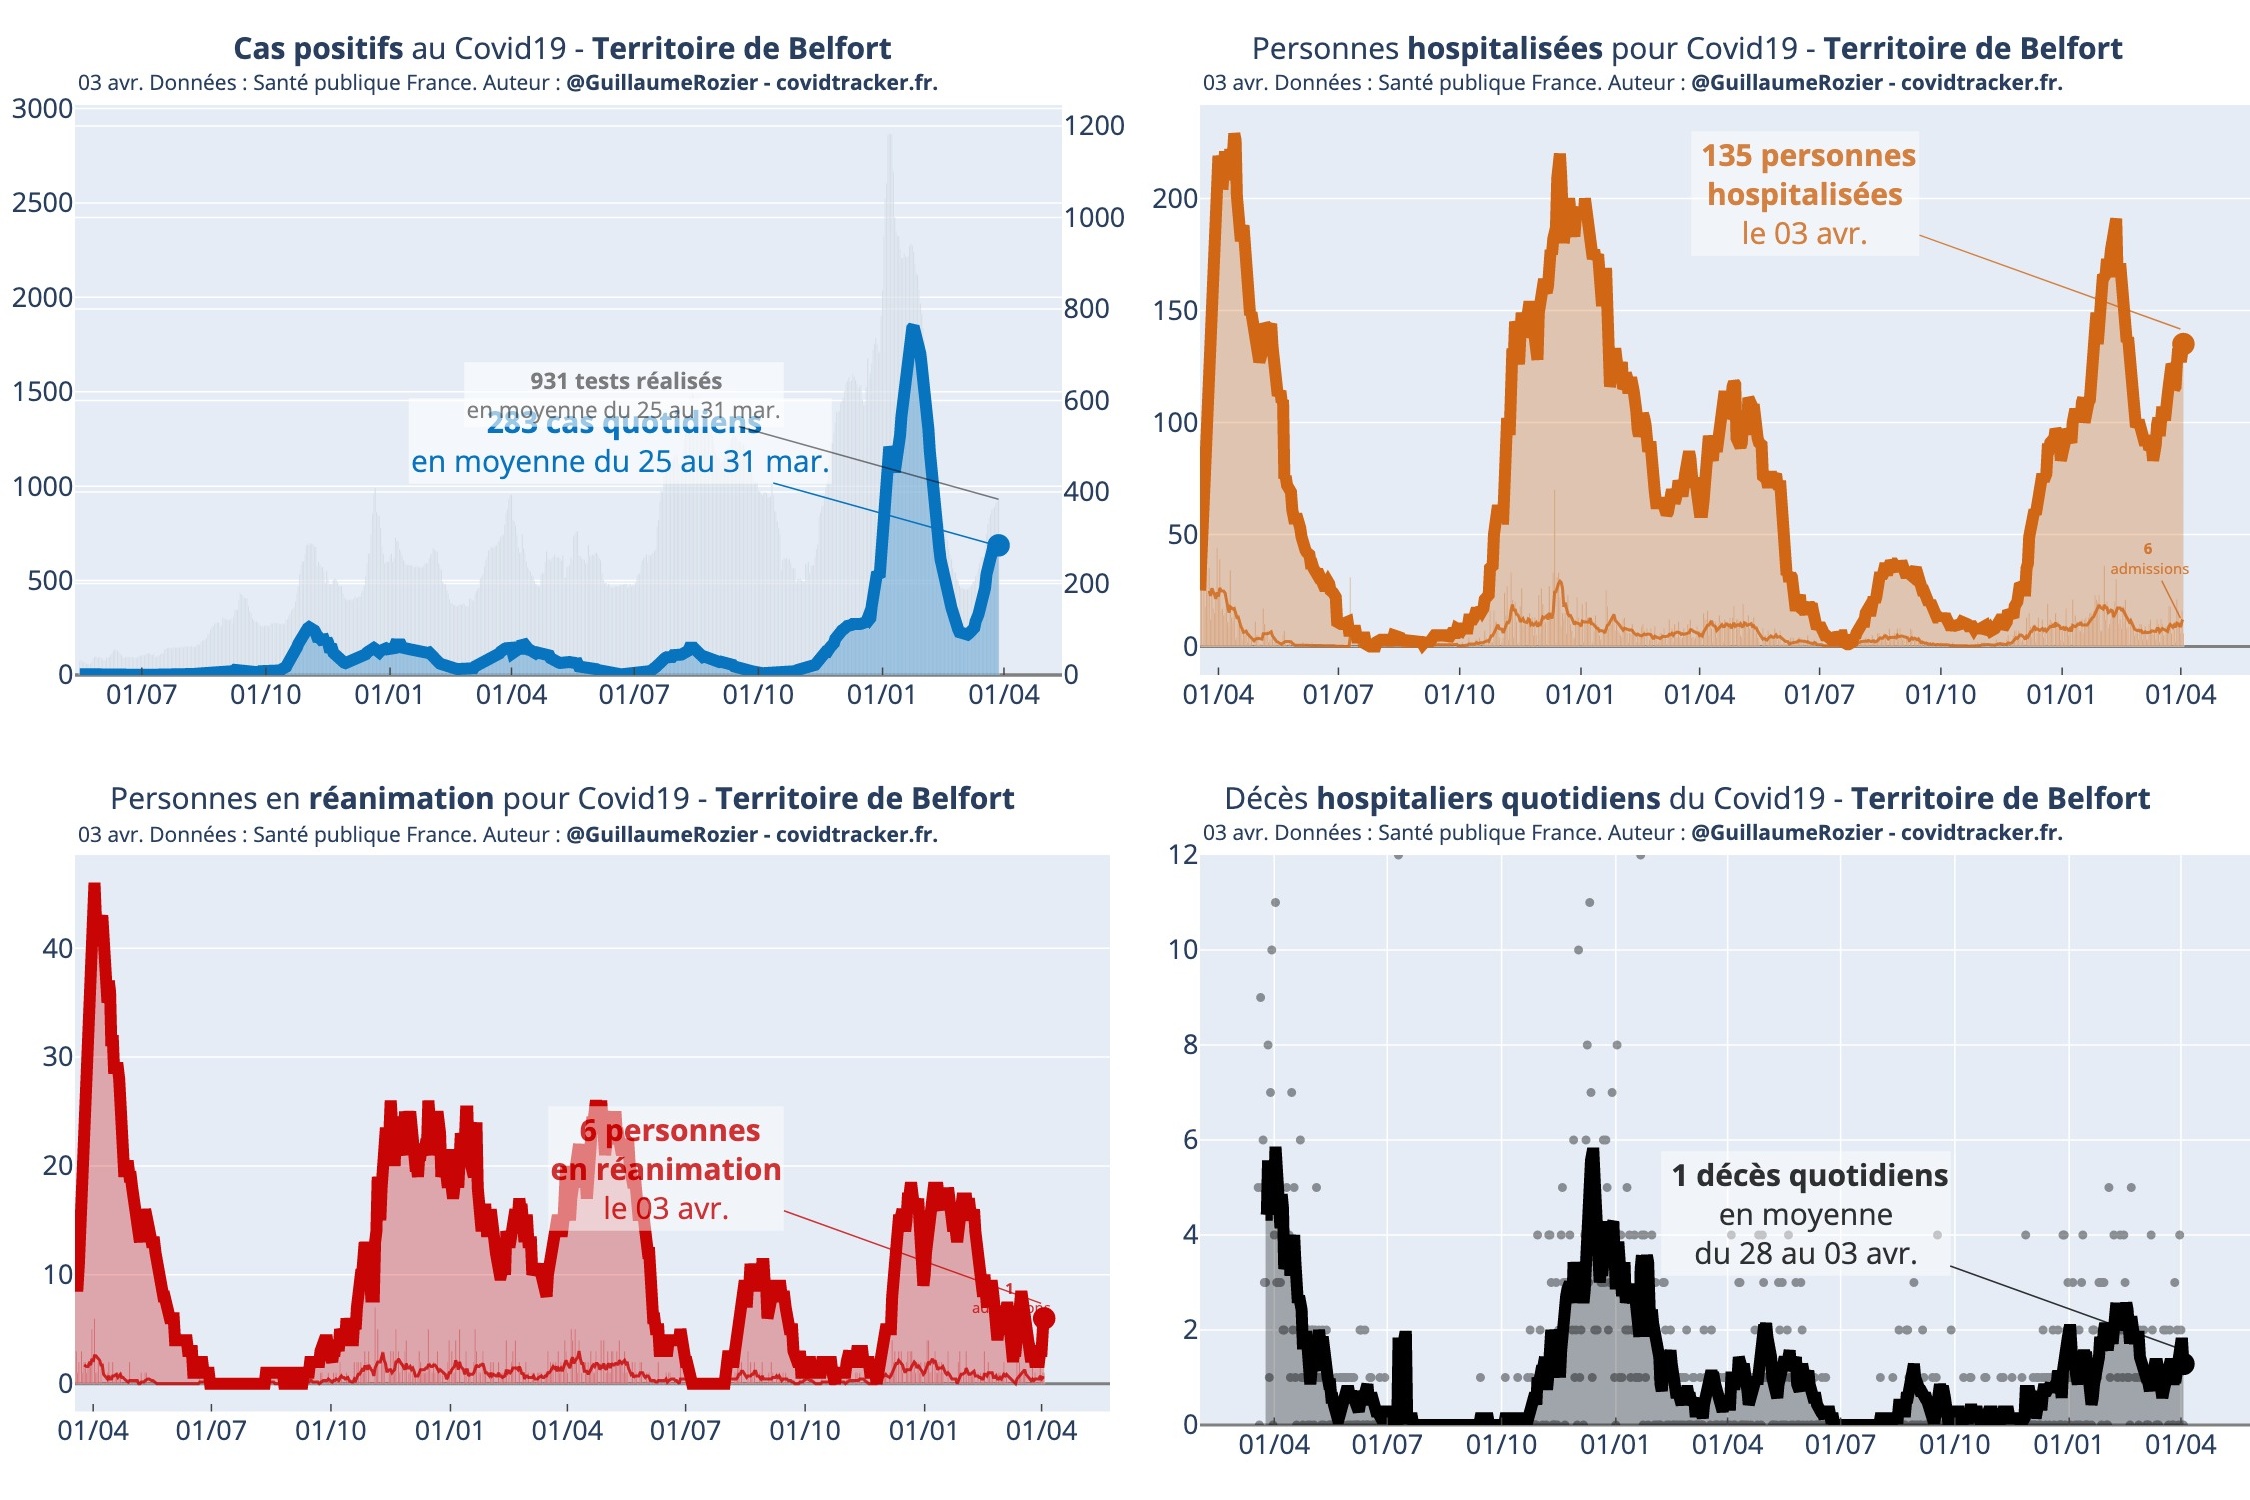 Cas positifs au Covid19 - Territoire de Belfort
03 avr. Données : Santé publique France. Auteur : @GuillaumeRozier - covidtracker.fr.
3000
2500
2000
1500
1000
500
0
1200
1000
800
600
400
200
0
931 tests réalisés
en moyenne du 25 au 31 mar.
283 cas quotidiens
en moyenne du 25 au 31 mar.
01/07 01/10 01/01 01/04 01/07 01/10 01/01 01/04
Personnes hospitalisées pour Covid19 - Territoire de Belfort
03 avr. Données : Santé publique France. Auteur : @GuillaumeRozier - covidtracker.fr.
200
150
100
50
0
135 personnes
hospitalisées
le 03 avr.
6
admissions
01/04 01/07 01/10 01/01 01/04 01/07 01/10 01/01 01/04
Personnes en réanimation pour Covid19 - Territoire de Belfort
03 avr. Données : Santé publique France. Auteur : @GuillaumeRozier - covidtracker.fr.
40
30
20
10
0
6 personnes
en réanimation
le 03 avr.
1
admissions
01/04 01/07 01/10 01/01 01/04 01/07 01/10 01/01 01/04
Décès hospitaliers quotidiens du Covid19 - Territoire de Belfort
03 avr. Données : Santé publique France. Auteur : @GuillaumeRozier - covidtracker.fr.
12
10
8
6
4
2
0
1 décès quotidiens
en moyenne
du 28 au 03 avr.
01/04 01/07 01/10 01/01 01/04 01/07 01/10 01/01 01/04